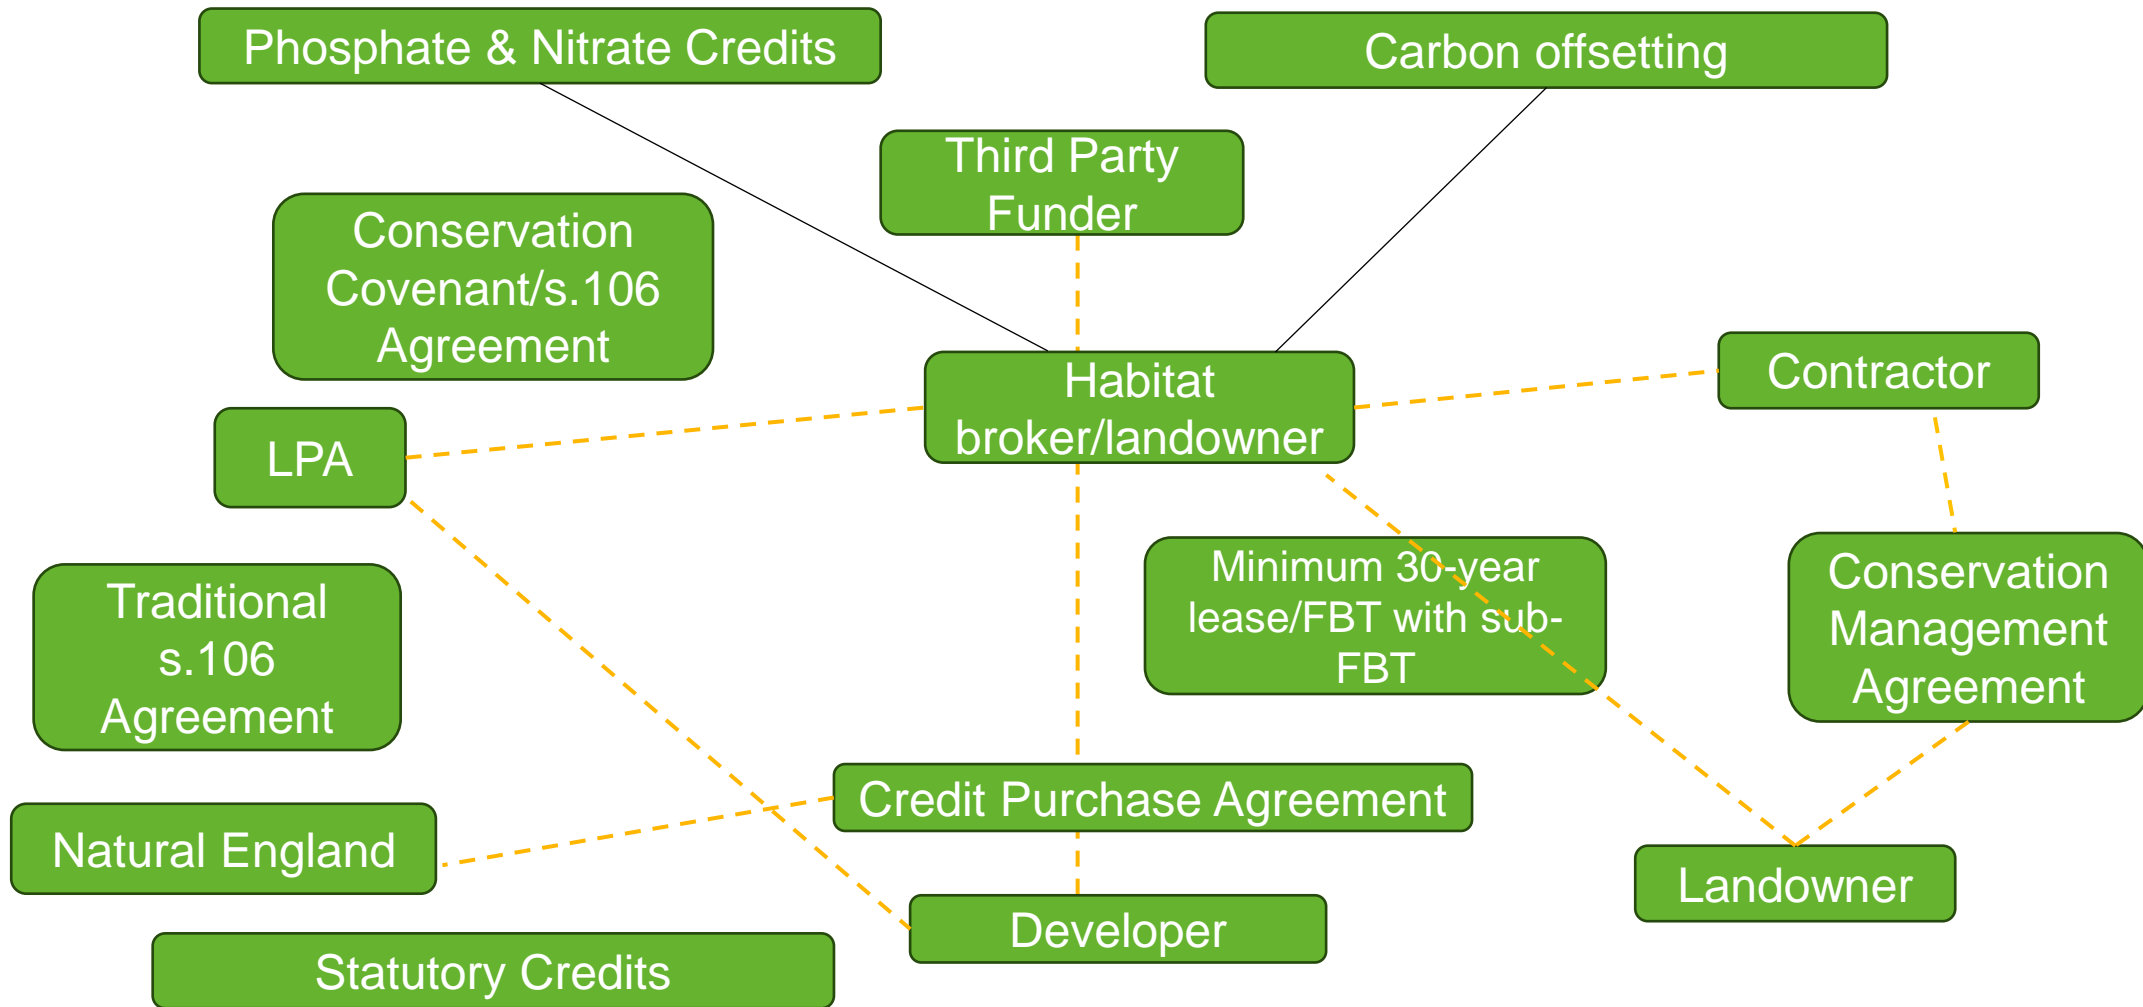 Phosphate & Nitrate Credits
Carbon offsetting
Third Party
Funder
Conservation
Covenant/s.106
Agreement
Habitat
broker/landowner
Contractor
LPA
Minimum 30-year
lease/FBT with sub-
FBT
Conservation
Management
Agreement
Traditional
s.106
Agreement
Credit Purchase Agreement
Natural England
Landowner
Developer
Statutory Credits